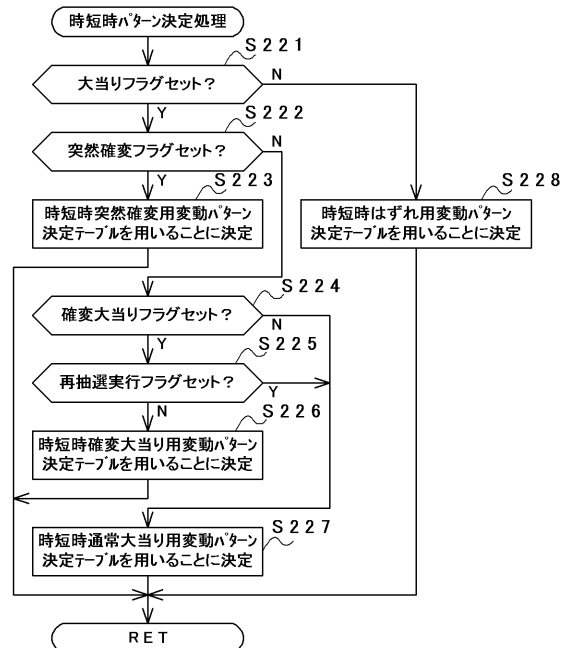 時短時パターン決定処理
S221
大当りフラグセット？
N
Y
S222
突然確変フラグセット？
N
Y
S223
時短時突然確変用変動パターン
決定テーブルを用いることに決定
S228
時短時はずれ用変動パターン
決定テーブルを用いることに決定
S224
確変大当りフラグセット？
N
Y
S225
再抽選実行フラグセット？
Y
N
S226
時短時確変大当り用変動パターン
決定テーブルを用いることに決定
S227
時短時通常大当り用変動パターン
決定テーブルを用いることに決定
RET